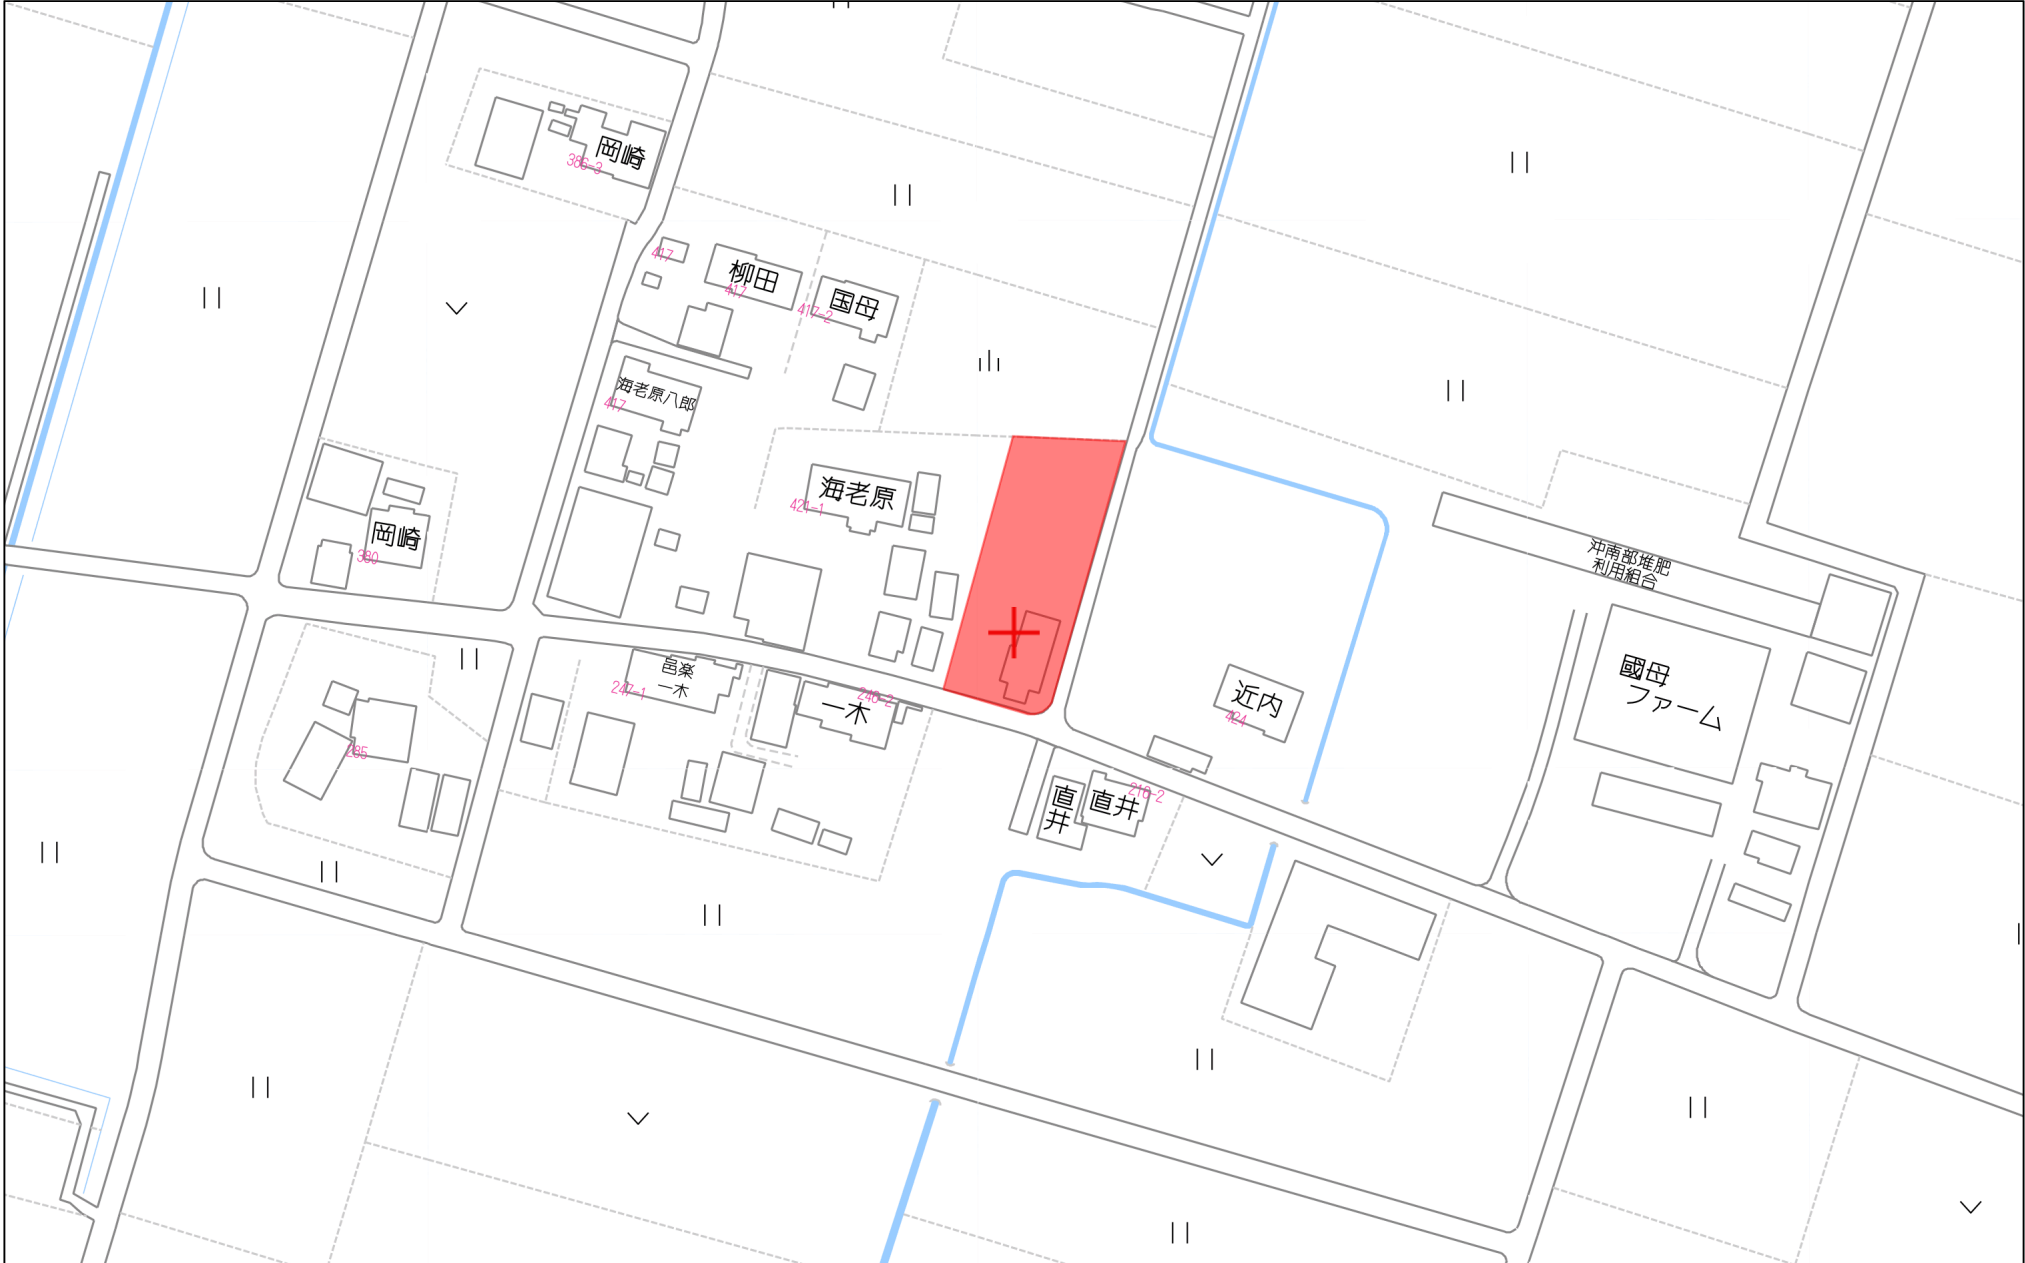 岡崎
386-3
417
柳田
417
国母
417-2
海老原八郎
417
海老原
421-1
岡崎
380
沖南部堆肥
利用組合
國母
ファーム
邑楽
一木
247-1
246-2
一木
近内
424
285
直井
直井
216-2